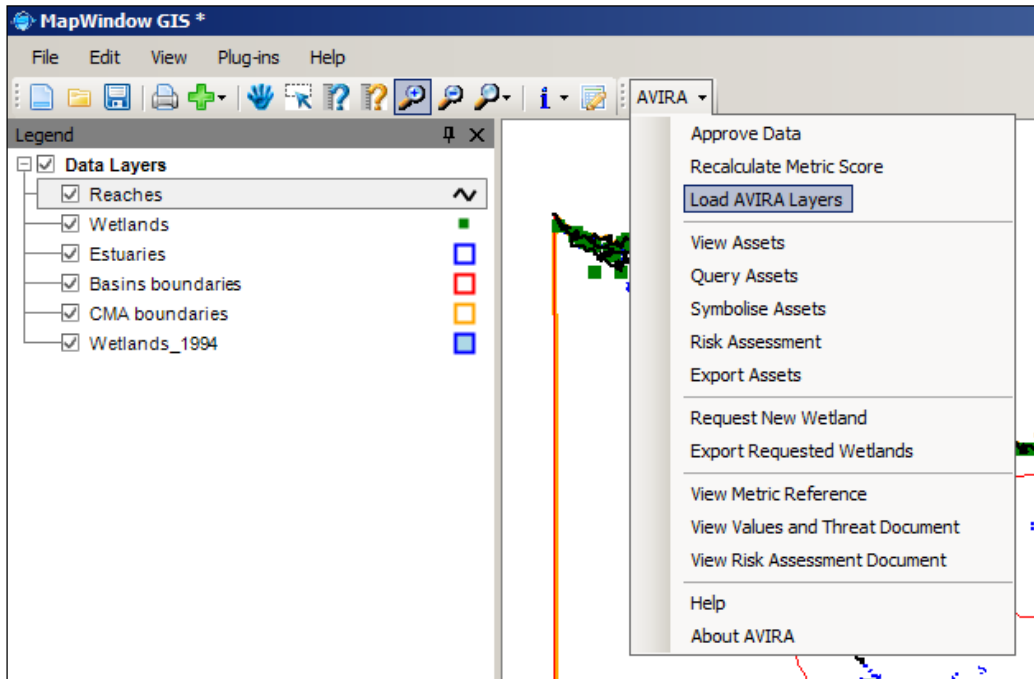 MapWindow GIS *
File Edit View Plug-ins Help
AVIRA
Legend
Data Layers
Reaches
Wetlands
Estuaries
Basins boundaries
CMA boundaries
Wetlands_1994
Approve Data
Recalculate Metric Score
Load AVIRA Layers
View Assets
Query Assets
Symbolise Assets
Risk Assessment
Export Assets
Request New Wetland
Export Requested Wetlands
View Metric Reference
View Values and Threat Document
View Risk Assessment Document
Help
About AVIRA